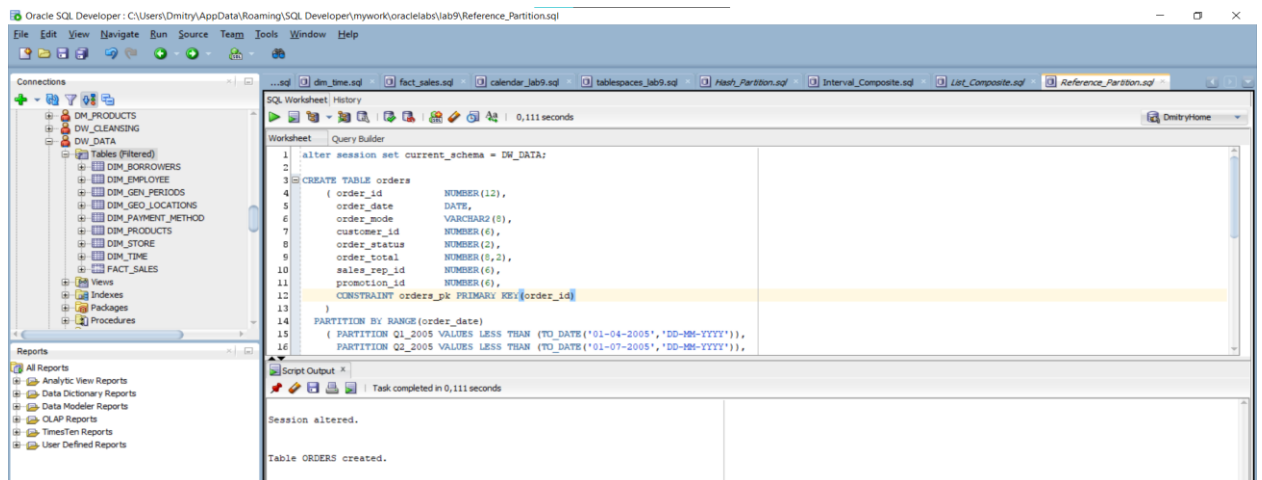 Oracle SQL Developer : C:\Users\Dmitry\AppData\Roaming\SQL Developer\mywork\oraclelabs\lab9\Reference_Partition.sql
File Edit View Navigate Run Source Team Tools Window Help
Connections
DM_PRODUCTS
DW_CLEANSING
DW_DATA
Tables (Filtered)
DIM_BORROWERS
DIM_EMPLOYEE
DIM_GEN_PERIODS
DIM_GEO_LOCATIONS
DIM_PAYMENT_METHOD
DIM_PRODUCTS
DIM_STORE
DIM_TIME
FACT_SALES
Views
Indexes
Packages
Procedures
Reports
All Reports
Analytic View Reports
Data Dictionary Reports
Data Modeler Reports
OLAP Reports
TimesTen Reports
User Defined Reports
...sql dim_time.sql fact_sales.sql calendar_lab9.sql tablespaces_lab9.sql Hash_Partition.sql Interval_Composite.sql List_Composite.sql Reference_Partition.sql
SQL Worksheet History
0,111 seconds DmitryHome
Worksheet Query Builder
1 alter session set current_schema = DW_DATA;
2
3 CREATE TABLE orders
4 ( order_id NUMBER(12),
5 order_date DATE,
6 order_mode VARCHAR2(8),
7 customer_id NUMBER(6),
8 order_status NUMBER(2),
9 order_total NUMBER(8,2),
10 sales_rep_id NUMBER(6),
11 promotion_id NUMBER(6),
12 CONSTRAINT orders_pk PRIMARY KEY(order_id)
13 )
14 PARTITION BY RANGE(order_date)
15 ( PARTITION Q1_2005 VALUES LESS THAN (TO_DATE('01-04-2005','DD-MM-YYYY')),
16 PARTITION Q2_2005 VALUES LESS THAN (TO_DATE('01-07-2005','DD-MM-YYYY')),
Script Output
Task completed in 0,111 seconds
Session altered.
Table ORDERS created.